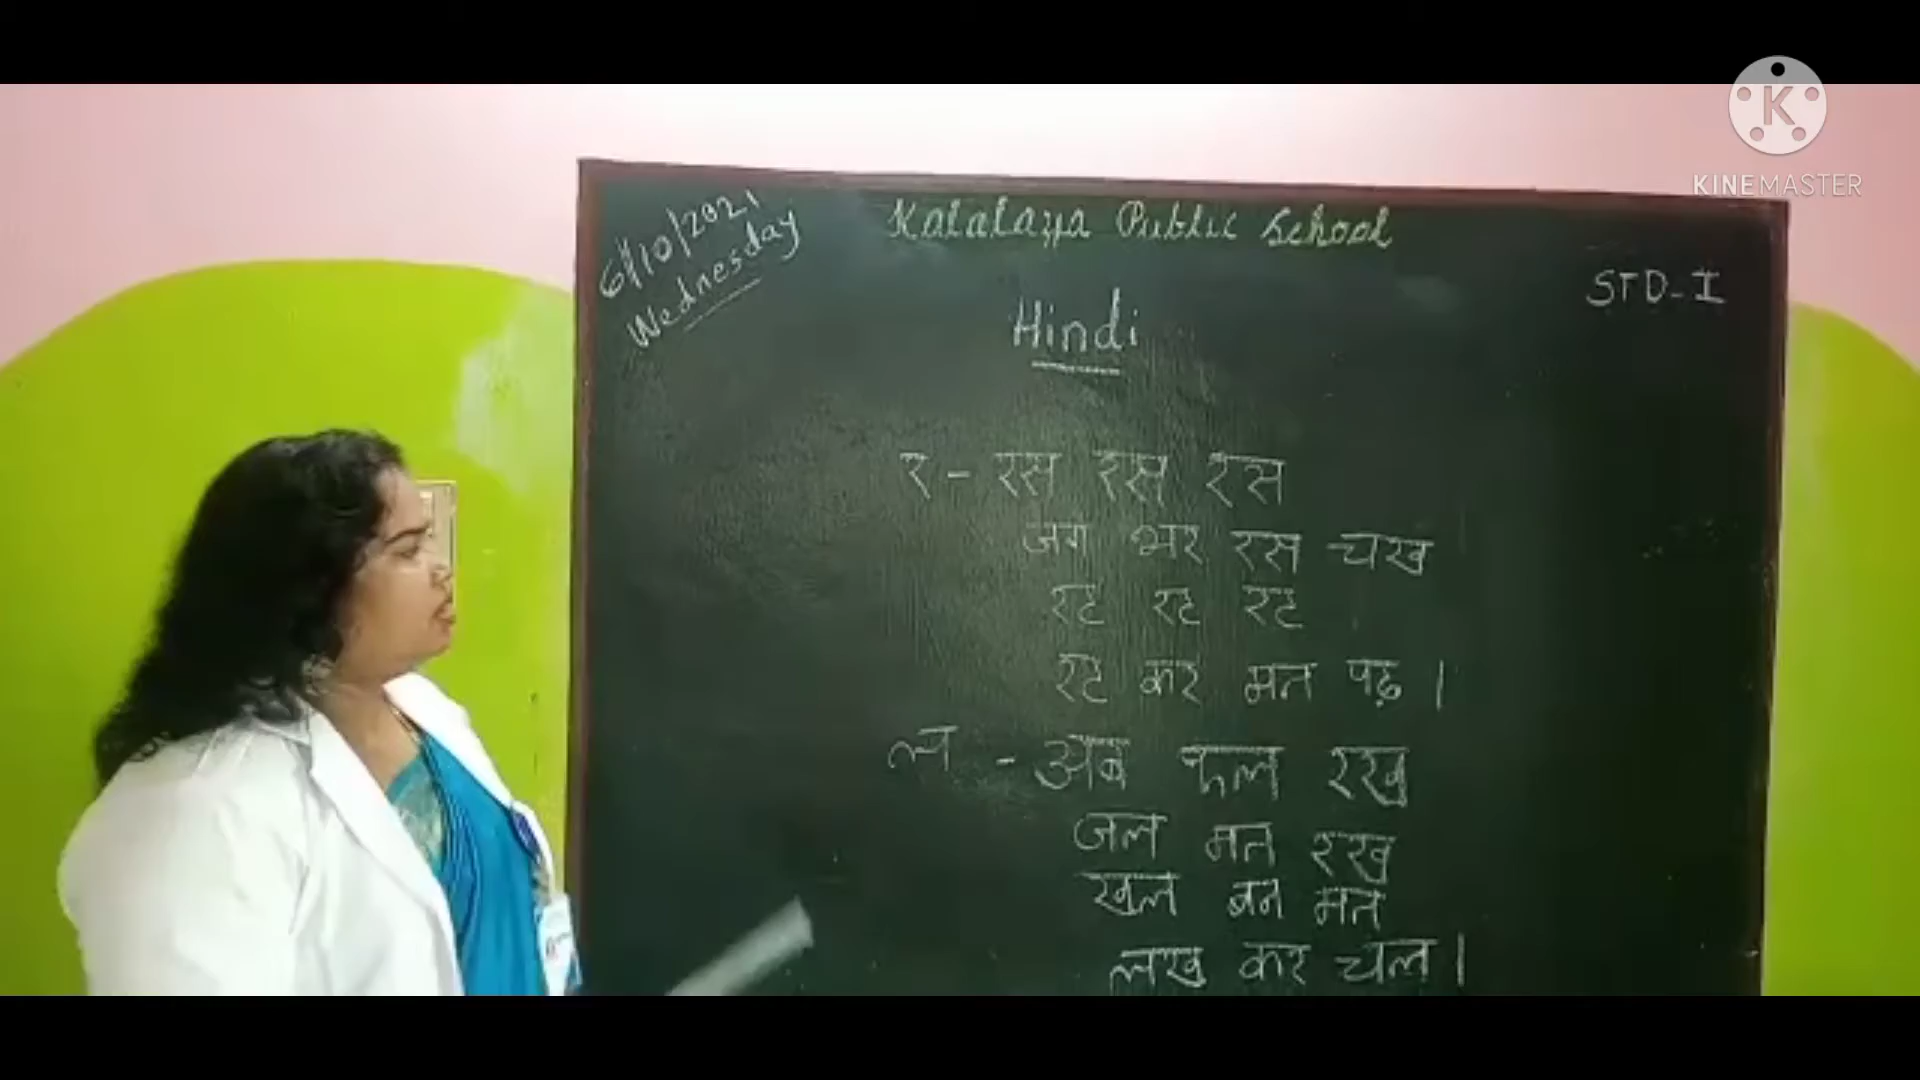 KINEMASTER
6/10/2021
Wednesday
Kalalaya Public School
STD-I
Hindi
र - रस रस रस
जग भर रस चख
रट रट रट
रट कर मत पढ़ ।
ल - अब फल रख
जल मत रख
खल बन मत
लख कर चल ।